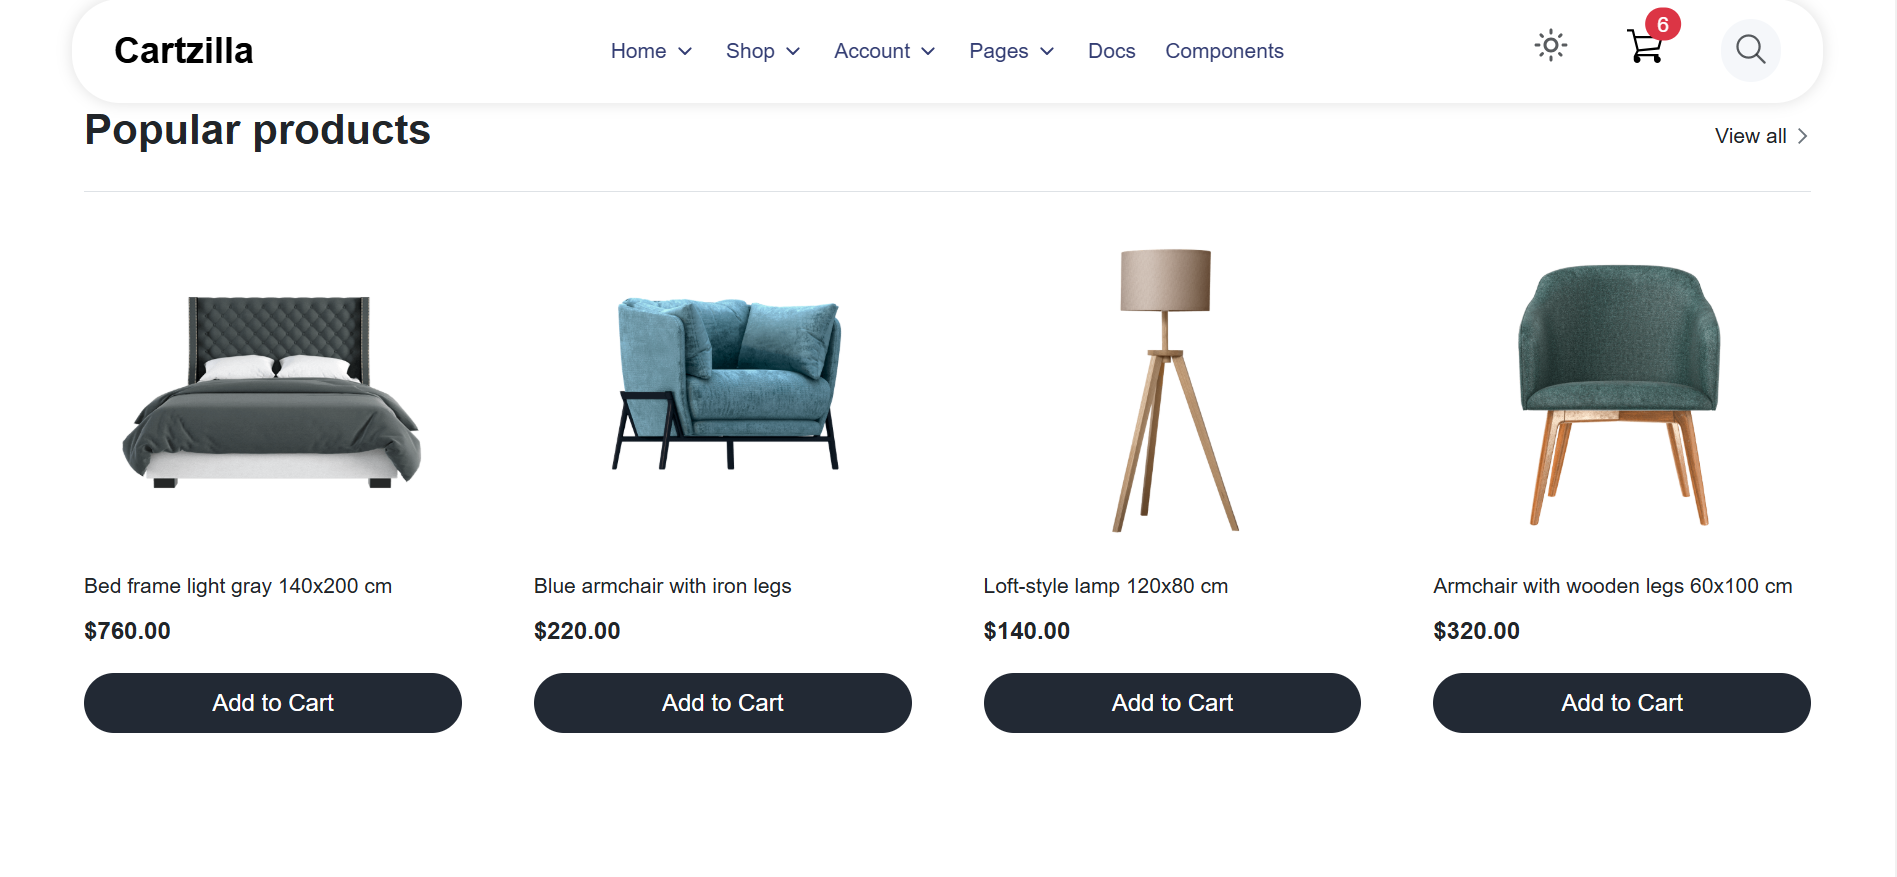 Cartzilla
Home
Shop
Account
Pages
Docs
Components
6
Popular products
View all
Bed frame light gray 140x200 cm
$760.00
Add to Cart
Blue armchair with iron legs
$220.00
Add to Cart
Loft-style lamp 120x80 cm
$140.00
Add to Cart
Armchair with wooden legs 60x100 cm
$320.00
Add to Cart